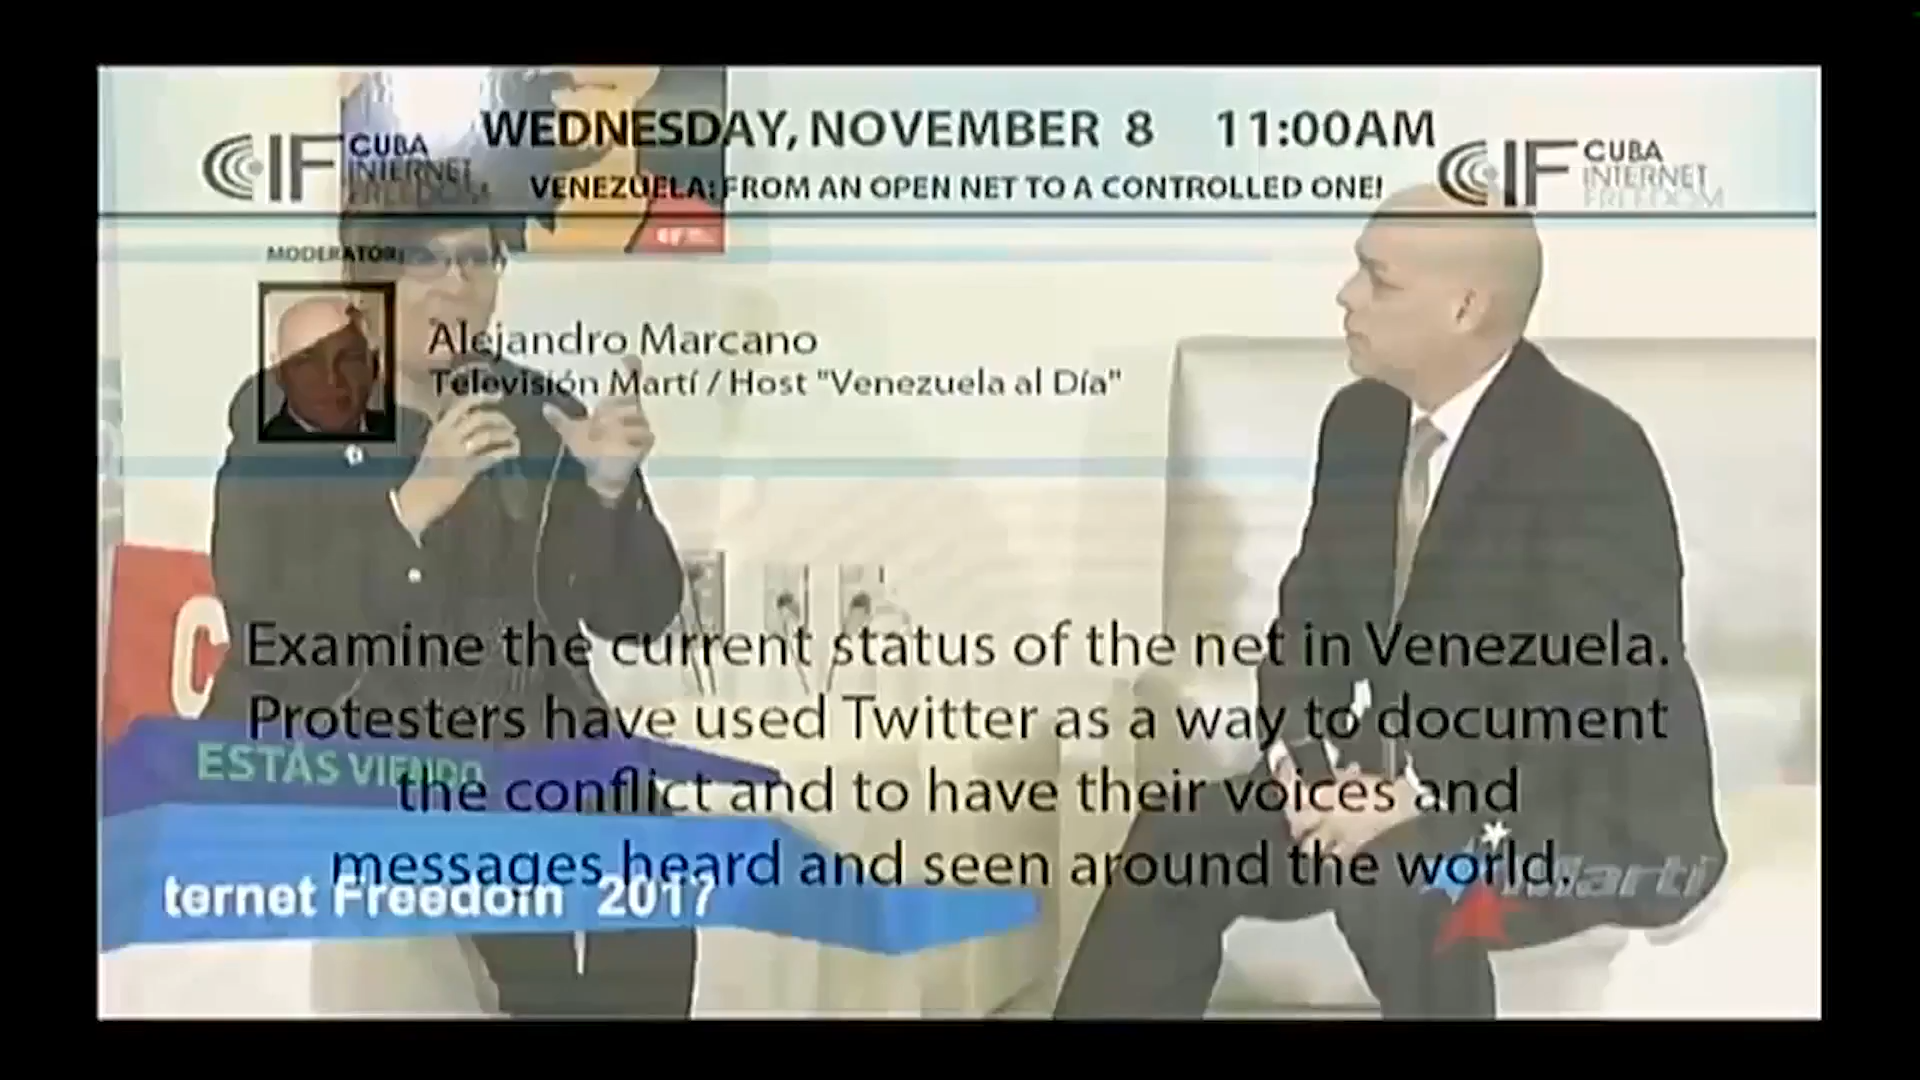 WEDNESDAY, NOVEMBER 8 11:00AM
CIF CUBA INTERNET FREEDOM
VENEZUELA: FROM AN OPEN NET TO A CONTROLLED ONE!
CIF CUBA INTERNET FREEDOM
MODERATOR:
Alejandro Marcano
Televisión Martí / Host "Venezuela al Día"
C
Examine the current status of the net in Venezuela.
Protesters have used Twitter as a way to document
the conflict and to have their voices and
messages heard and seen around the world.
ESTÁS VIENDO
ternet Freedom 2017
Martí